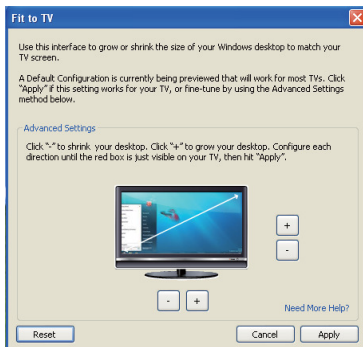 Fit to TV
Use this interface to grow or shrink the size of your Windows desktop to match your
TV screen.
A Default Configuration is currently being previewed that will work for most TVs. Click
"Apply" if this setting works for your TV, or fine-tune by using the Advanced Settings
method below.
Advanced Settings
Click "-" to shrink your desktop. Click "+" to grow your desktop. Configure each
direction until the red box is just visible on your TV, then hit "Apply".
+
-
- +
Need More Help?
Reset Cancel Apply